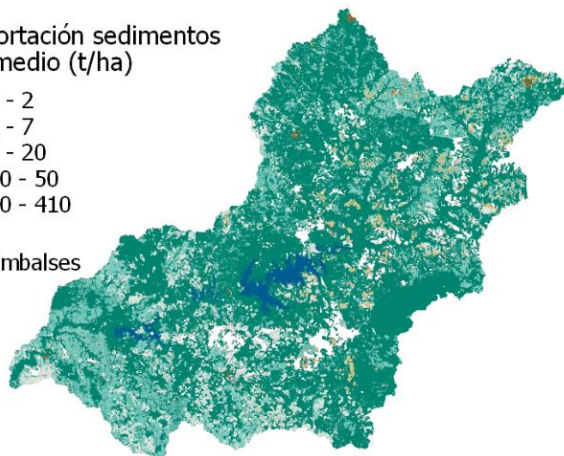 ortación sedimentos
medio (t/ha)
- 2
- 7
- 20
0 - 50
0 - 410
mbalses